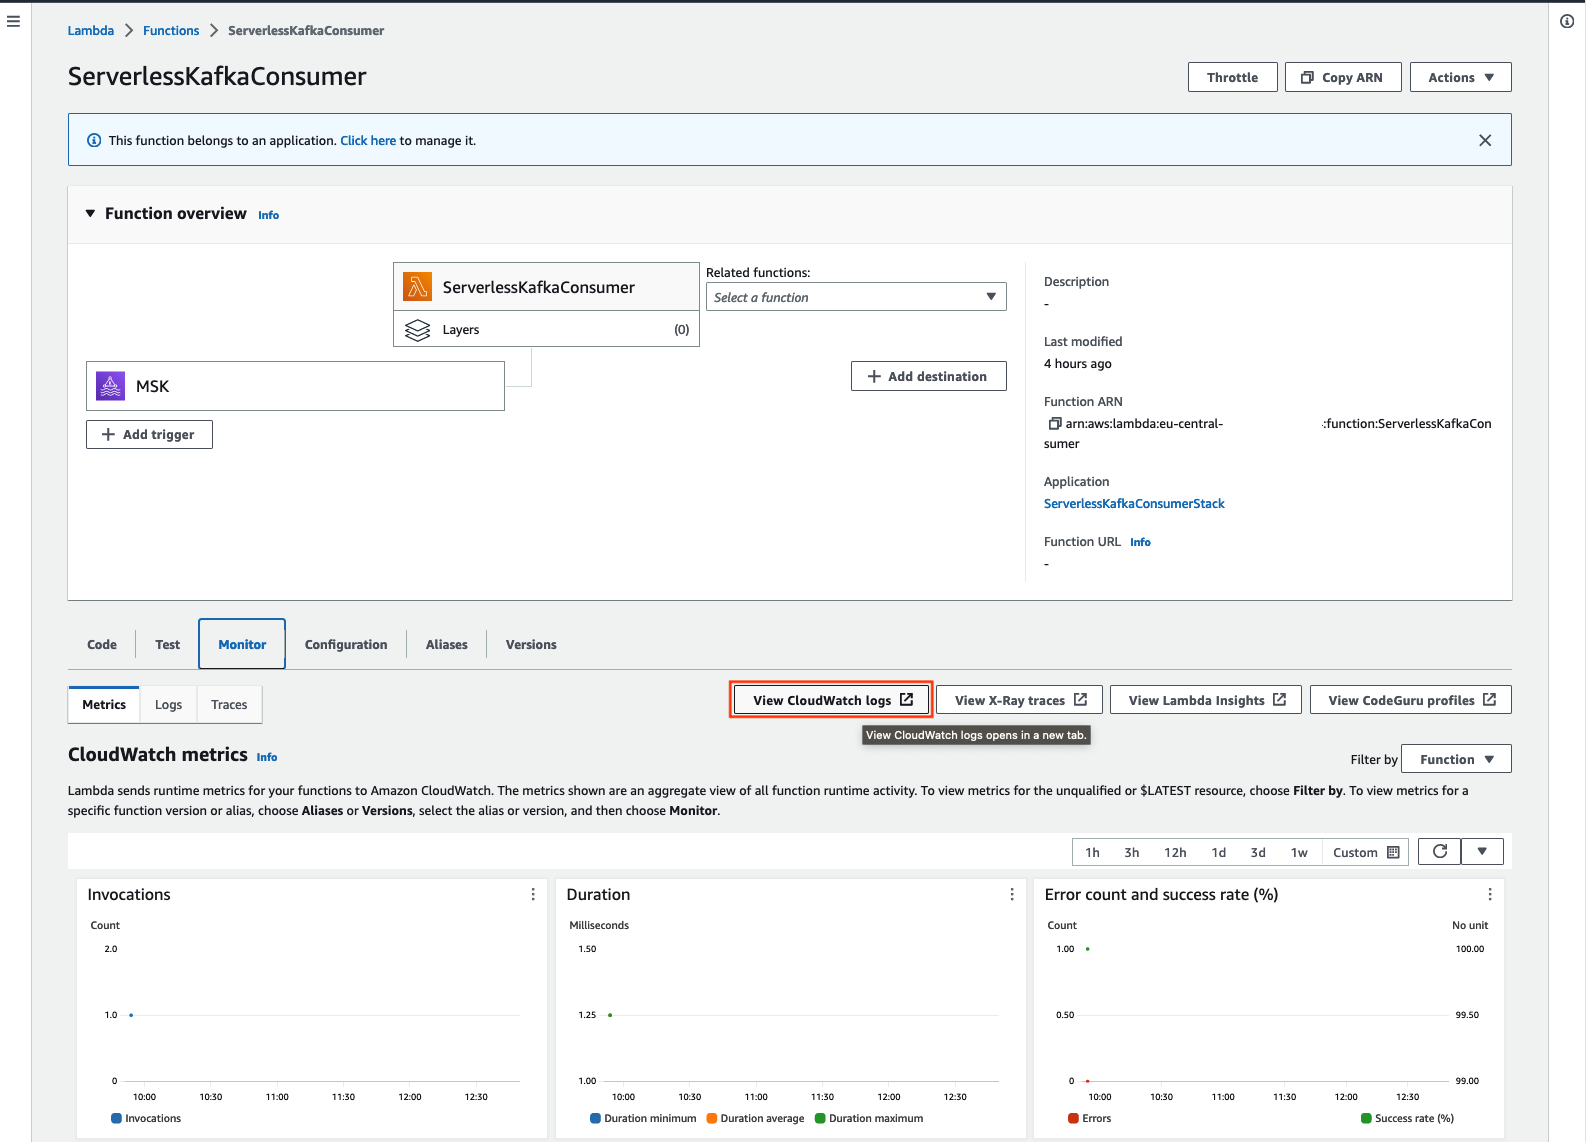 Lambda > Functions > ServerlessKafkaConsumer
ServerlessKafkaConsumer
Throttle
Copy ARN
Actions
This function belongs to an application. Click here to manage it.
Function overview Info
ServerlessKafkaConsumer
Layers (0)
Related functions:
Select a function
MSK
Add trigger
Add destination
Description
-
Last modified
4 hours ago
Function ARN
arn:aws:lambda:eu-central- :function:ServerlessKafkaCon
sumer
Application
ServerlessKafkaConsumerStack
Function URL Info
-
Code Test Monitor Configuration Aliases Versions
Metrics Logs Traces
View CloudWatch logs
View X-Ray traces
View Lambda Insights
View CodeGuru profiles
View CloudWatch logs opens in a new tab.
CloudWatch metrics Info
Filter by Function
Lambda sends runtime metrics for your functions to Amazon CloudWatch. The metrics shown are an aggregate view of all function runtime activity. To view metrics for the unqualified or $LATEST resource, choose Filter by. To view metrics for a
specific function version or alias, choose Aliases or Versions, select the alias or version, and then choose Monitor.
1h 3h 12h 1d 3d 1w Custom
Invocations
Count
2.0
1.0
0
10:00 10:30 11:00 11:30 12:00 12:30
Invocations
Duration
Milliseconds
1.50
1.25
1.00
10:00 10:30 11:00 11:30 12:00 12:30
Duration minimum Duration average Duration maximum
Error count and success rate (%)
Count No unit
1.00 100.00
0.50 99.50
0 99.00
10:00 10:30 11:00 11:30 12:00 12:30
Errors Success rate (%)